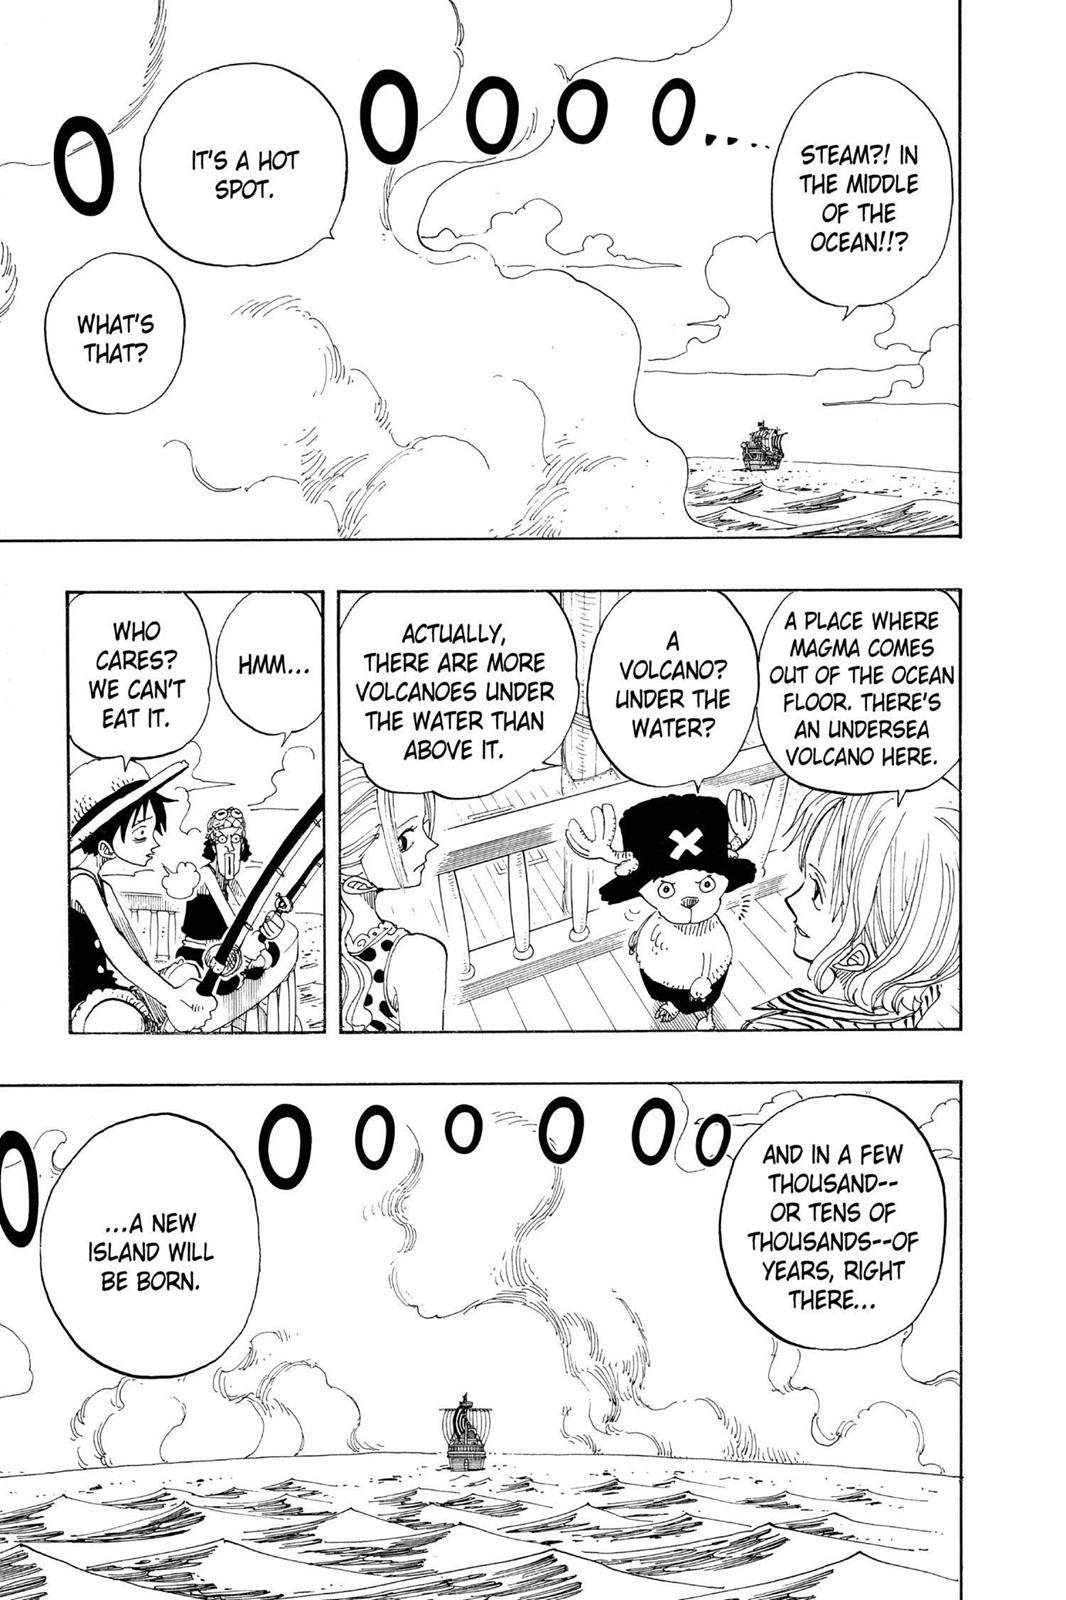 STEAM?! IN
THE MIDDLE
OF THE
OCEAN!!?
OOOO...
IT'S A HOT
SPOT.
O
WHAT'S
THAT?
A PLACE WHERE
MAGMA COMES
OUT OF THE OCEAN
FLOOR. THERE'S
AN UNDERSEA
VOLCANO HERE.
A
VOLCANO?
UNDER THE
WATER?
ACTUALLY,
THERE ARE MORE
VOLCANOES UNDER
THE WATER THAN
ABOVE IT.
HMM...
WHO
CARES?
WE CAN'T
EAT IT.
AND IN A FEW
THOUSAND--
OR TENS OF
THOUSANDS--OF
YEARS, RIGHT
THERE...
OOOOOO
...A NEW
ISLAND WILL
BE BORN.
O